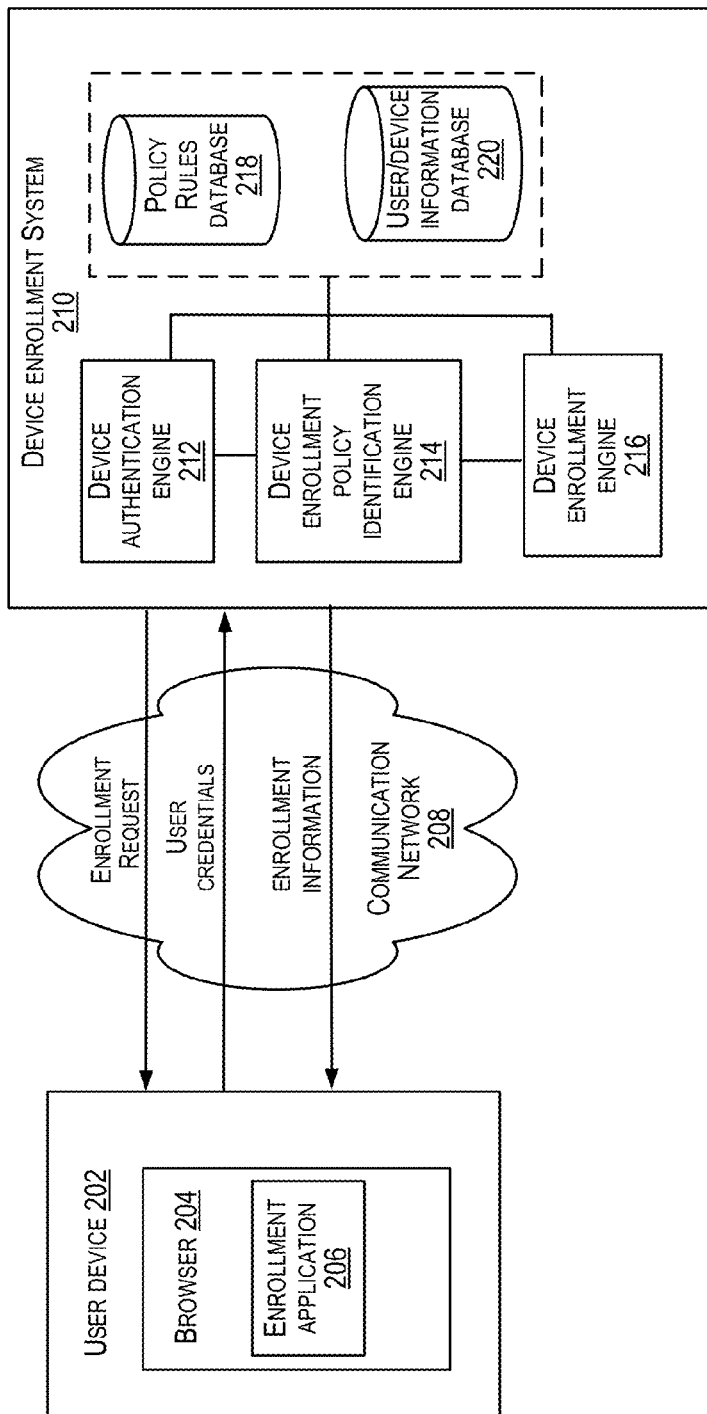 USER DEVICE 202
BROWSER 204
ENROLLMENT
APPLICATION
206
ENROLLMENT
REQUEST
USER
CREDENTIALS
ENROLLMENT
INFORMATION
COMMUNICATION
NETWORK
208
DEVICE ENROLLMENT SYSTEM
210
DEVICE
AUTHENTICATION
ENGINE
212
DEVICE
ENROLLMENT
POLICY
IDENTIFICATION
ENGINE
214
DEVICE
ENROLLMENT
ENGINE
216
POLICY
RULES
DATABASE
218
USER/DEVICE
INFORMATION
DATABASE
220